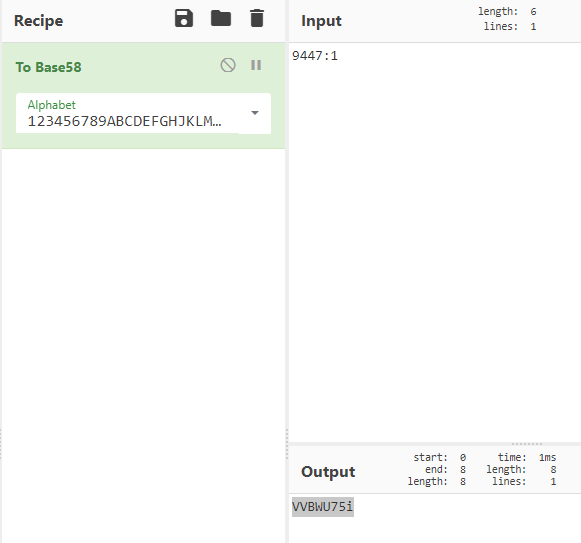 Recipe
To Base58
Alphabet
123456789ABCDEFGHJKLM...
Input
length: 6
lines: 1
9447:1
Output
start: 0 time: 1ms
end: 8 length: 8
length: 8 lines: 1
VVBWU75i